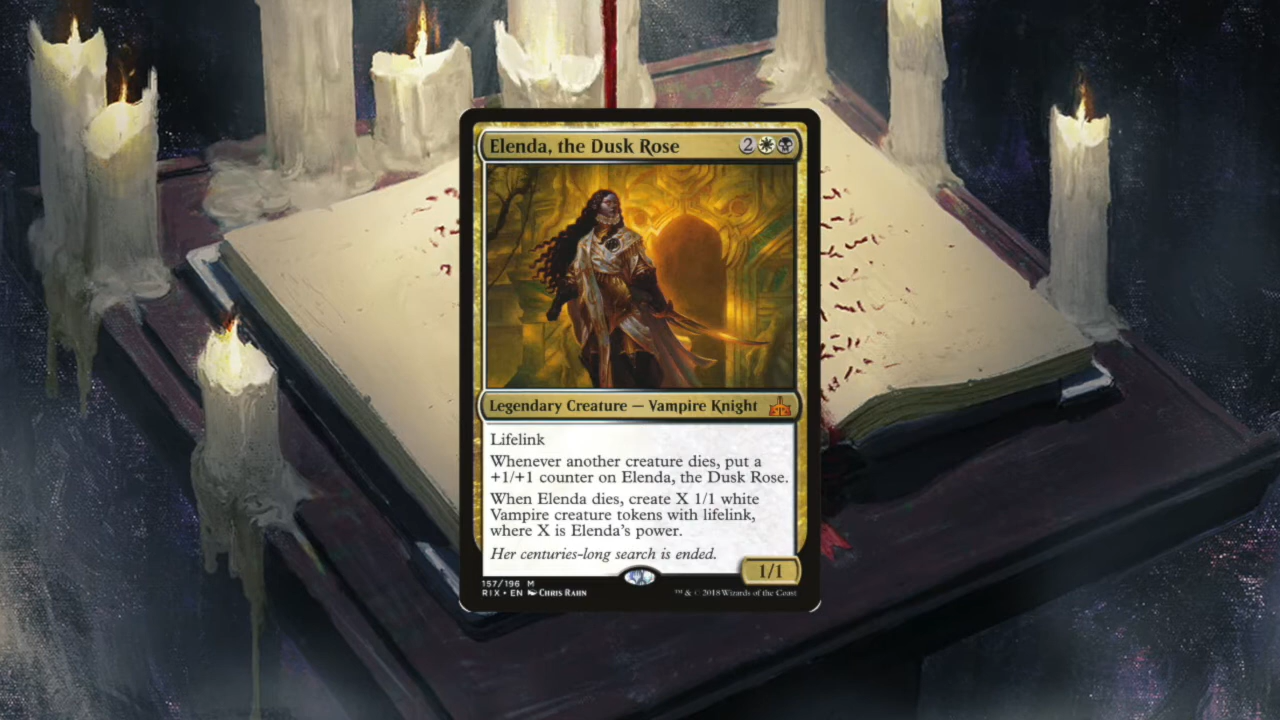 Elenda, the Dusk Rose 2
Legendary Creature — Vampire Knight
Lifelink
Whenever another creature dies, put a
+1/+1 counter on Elenda, the Dusk Rose.
When Elenda dies, create X 1/1 white
Vampire creature tokens with lifelink,
where X is Elenda's power.
Her centuries-long search is ended.
1/1
157/196 M
RIX • EN Chris Rahn
™ & © 2018 Wizards of the Coast